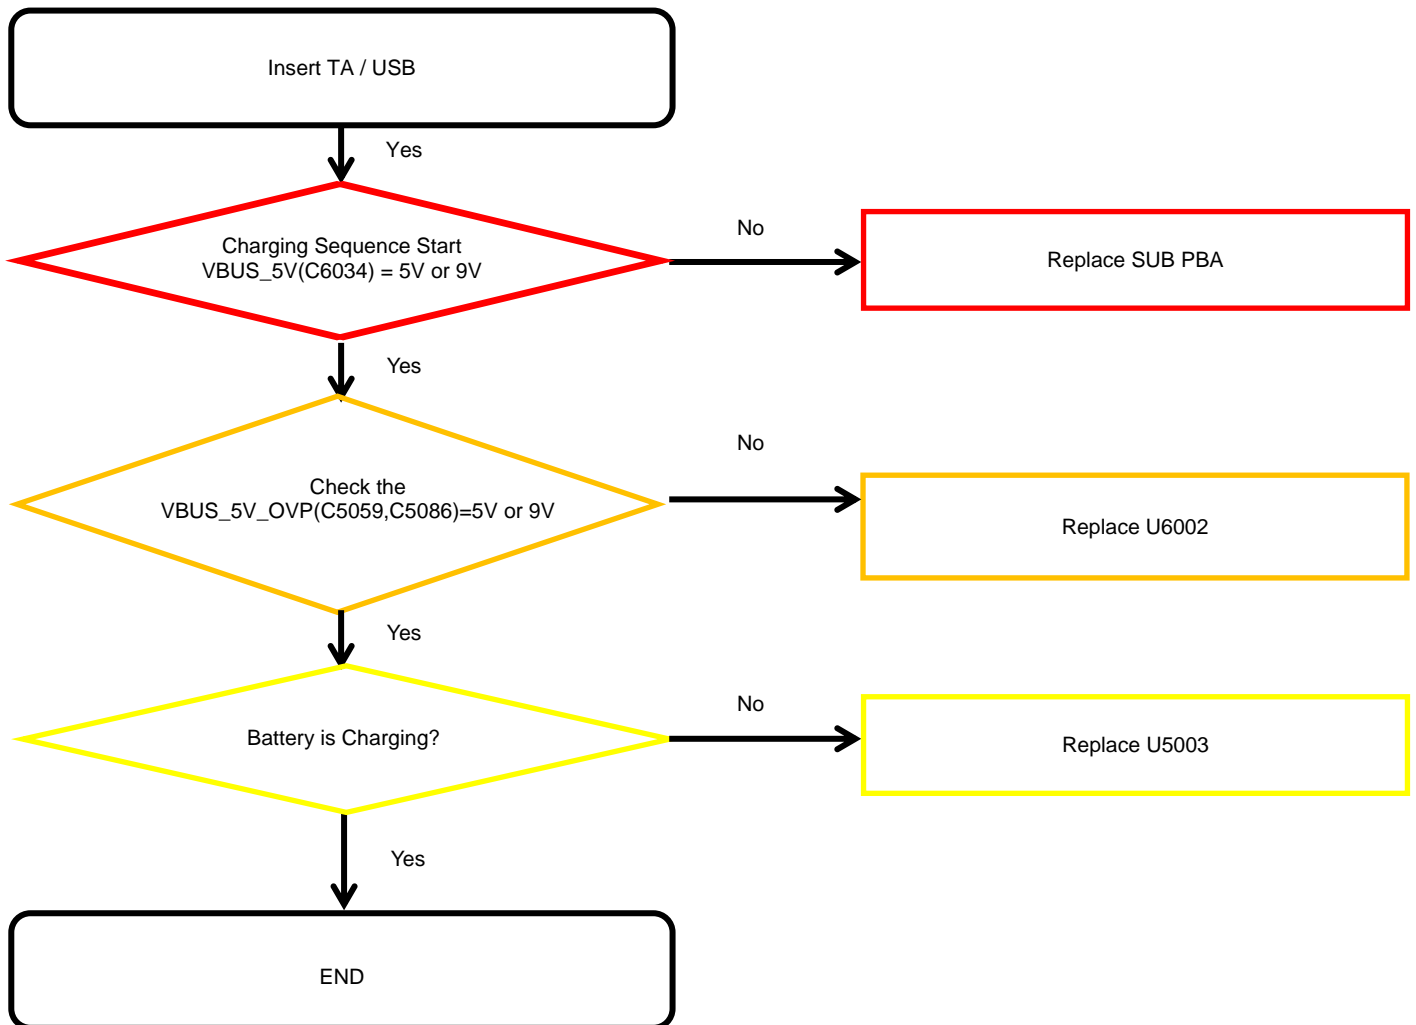 Insert TA / USB
Yes
Charging Sequence Start
VBUS_5V(C6034) = 5V or 9V
No
Replace SUB PBA
Yes
Check the
VBUS_5V_OVP(C5059,C5086)=5V or 9V
No
Replace U6002
Yes
Battery is Charging?
No
Replace U5003
Yes
END